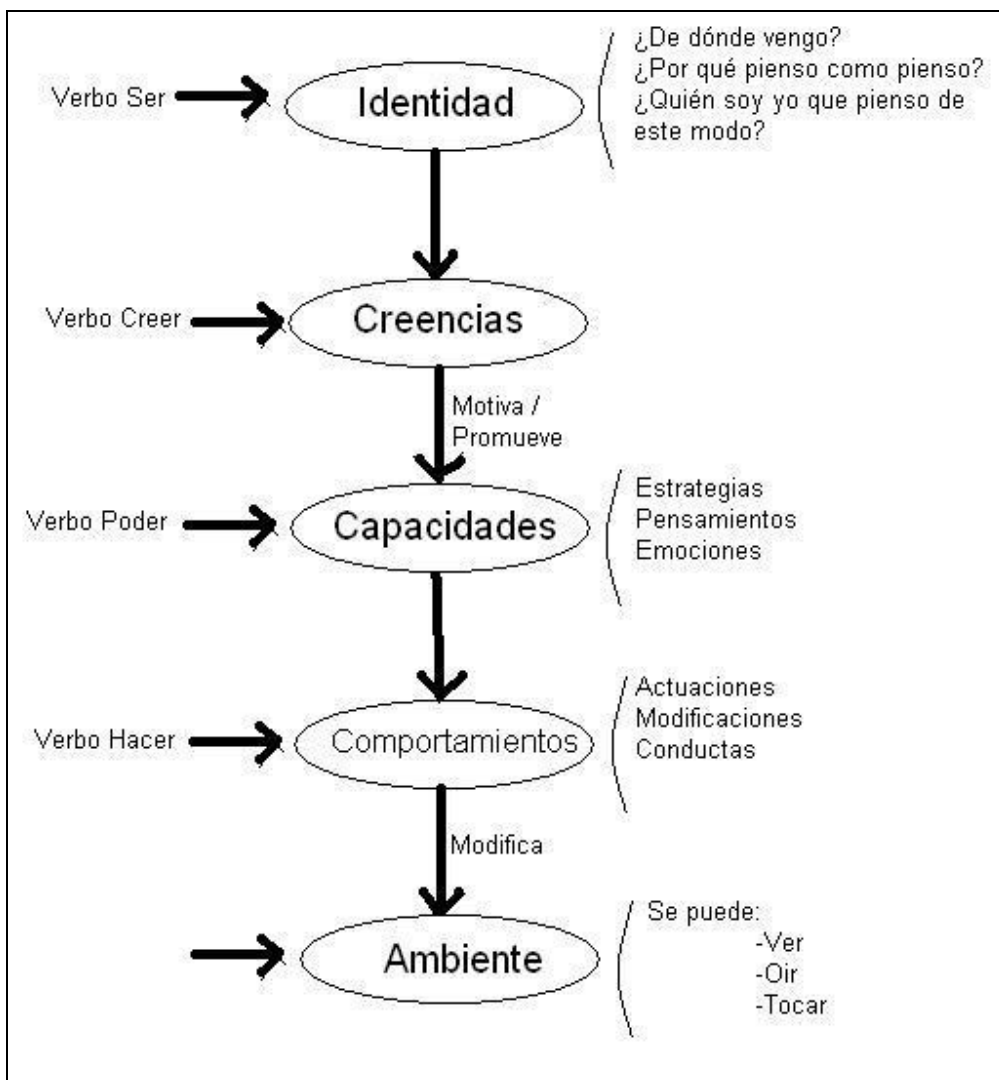 ¿De dónde vengo?
¿Por qué pienso como pienso?
¿Quién soy yo que pienso de
este modo?
Verbo Ser
Identidad
Verbo Creer
Creencias
Motiva /
Promueve
Verbo Poder
Capacidades
Estrategias
Pensamientos
Emociones
Verbo Hacer
Comportamientos
Actuaciones
Modificaciones
Conductas
Modifica
Ambiente
Se puede:
-Ver
-Oir
-Tocar